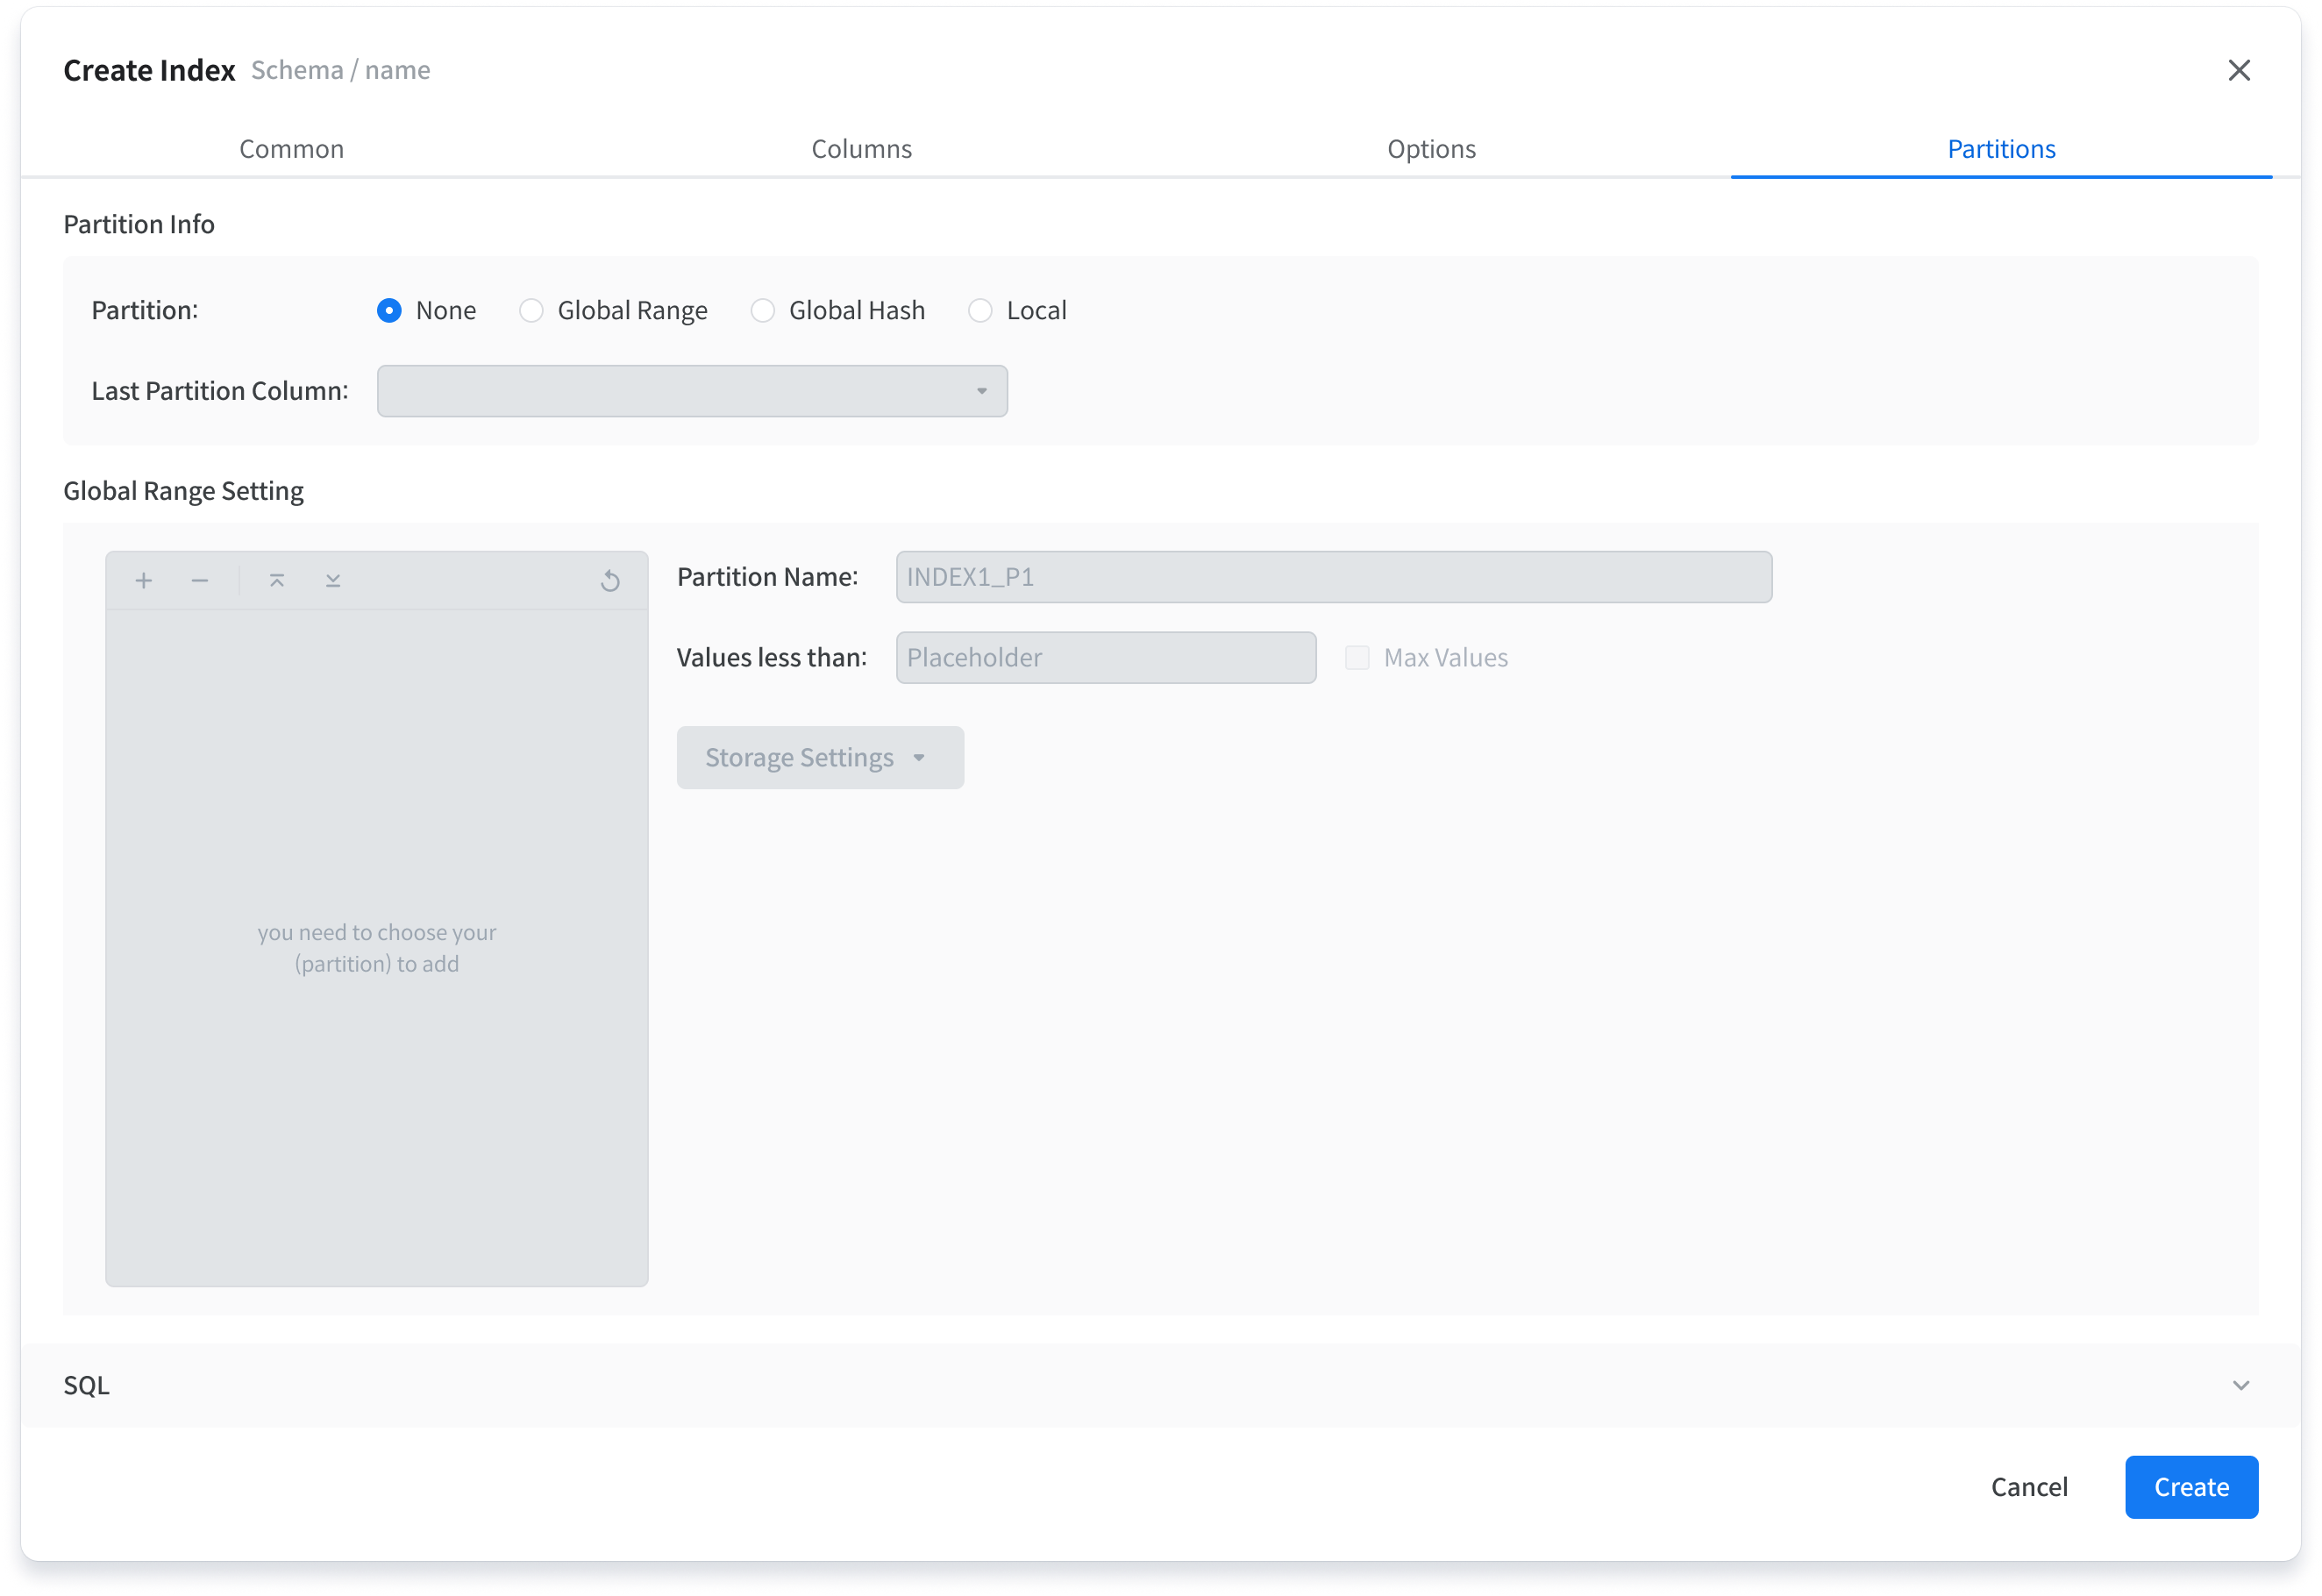 Create Index Schema / name
Common Columns Options Partitions
Partition Info
Partition: None Global Range Global Hash Local
Last Partition Column:
Global Range Setting
Partition Name: INDEX1_P1
Values less than: Placeholder Max Values
Storage Settings
you need to choose your
(partition) to add
SQL
Cancel Create